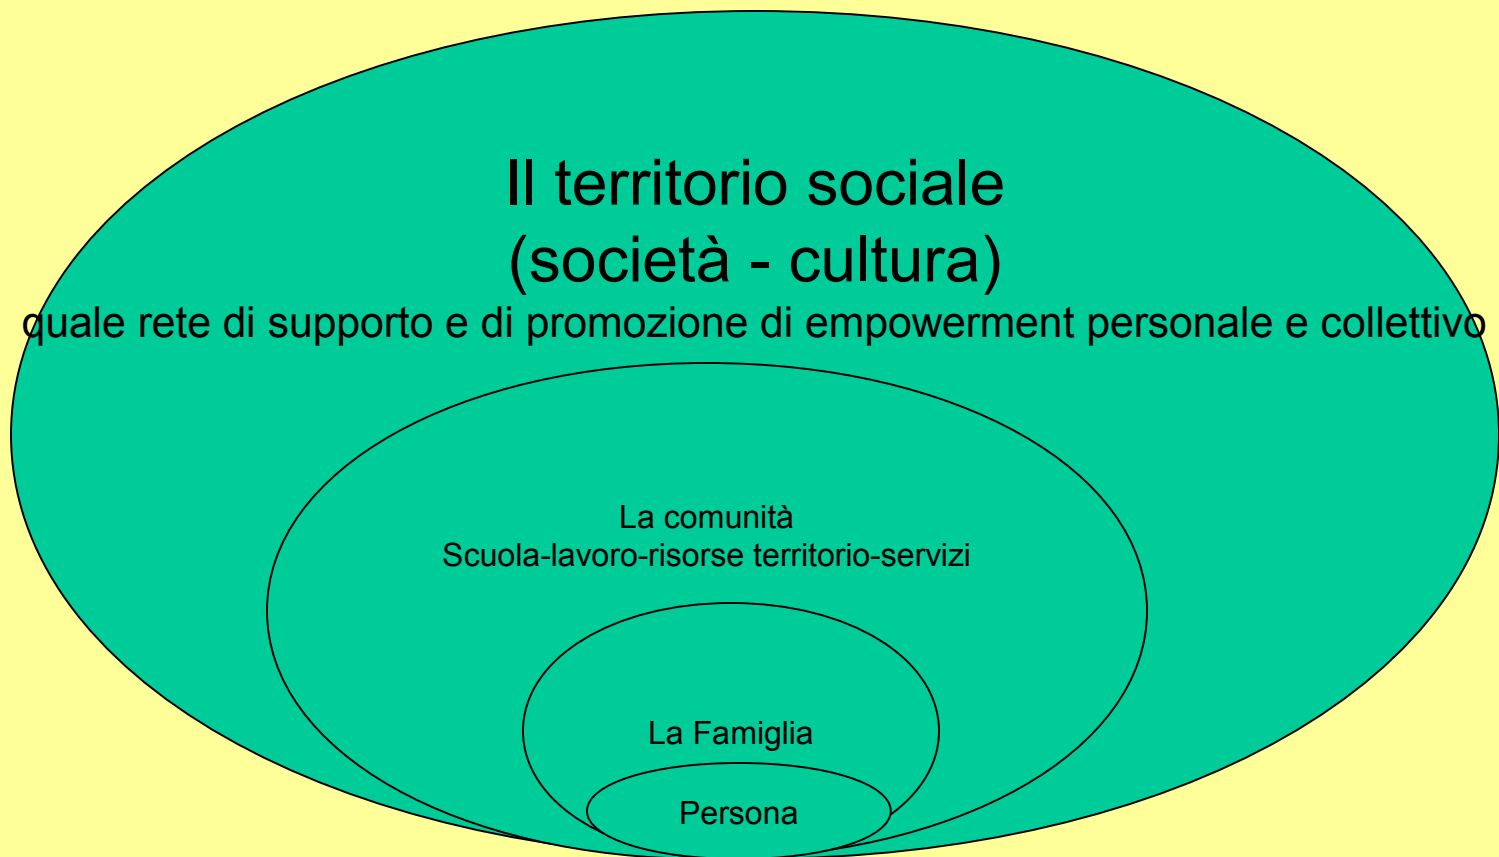 Il territorio sociale
(società - cultura)
quale rete di supporto e di promozione di empowerment personale e collettivo
La comunità
Scuola-lavoro-risorse territorio-servizi
La Famiglia
Persona